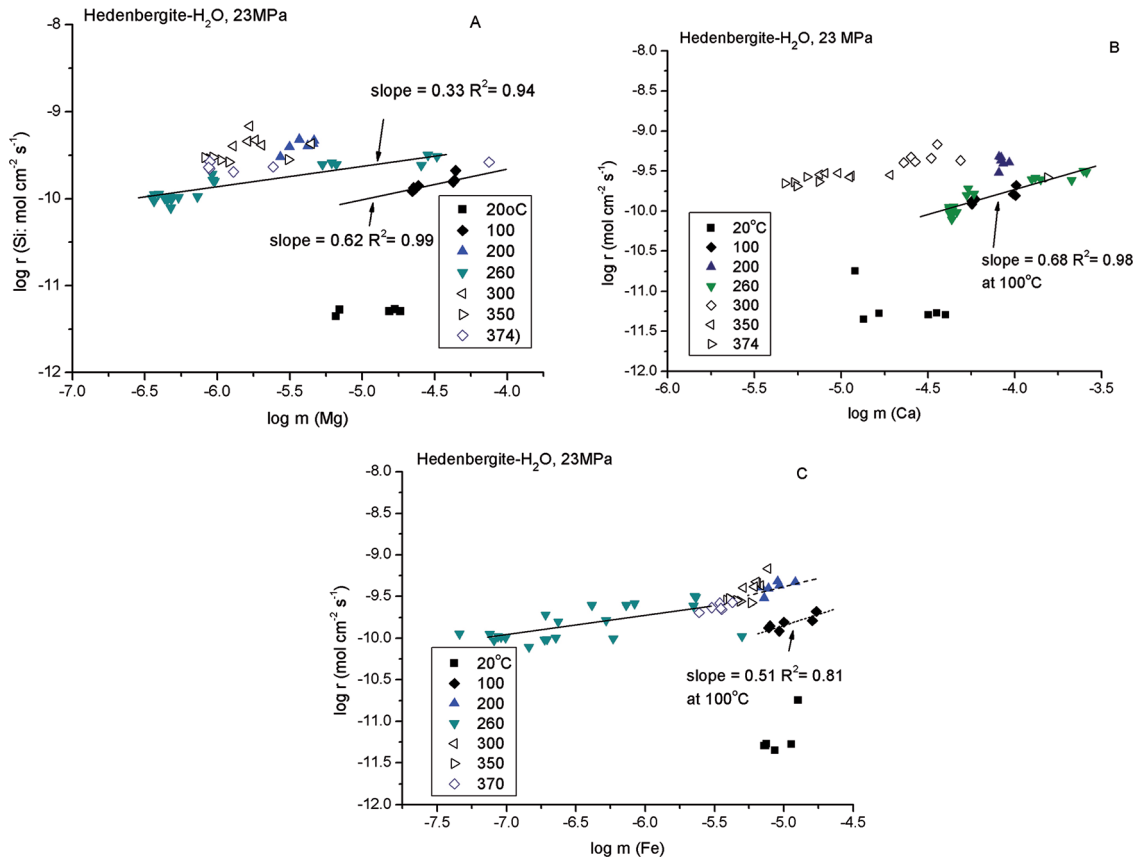 Hedenbergite-H₂O, 23MPa
A
log r (Si: mol cm⁻² s⁻¹)
-8
-9
-10
-11
-12
slope = 0.33 R²= 0.94
slope = 0.62 R²= 0.99
20oC
100
200
260
300
350
374)
-7.0 -6.5 -6.0 -5.5 -5.0 -4.5 -4.0
log m (Mg)
Hedenbergite-H₂O, 23 MPa
B
log r (mol cm⁻² s⁻¹)
-8.0
-8.5
-9.0
-9.5
-10.0
-10.5
-11.0
-11.5
-12.0
slope = 0.68 R²= 0.98
at 100°C
20°C
100
200
260
300
350
374
-6.0 -5.5 -5.0 -4.5 -4.0 -3.5
log m (Ca)
Hedenbergite-H₂O, 23MPa
C
log r (mol cm⁻² s⁻¹)
-8.0
-8.5
-9.0
-9.5
-10.0
-10.5
-11.0
-11.5
-12.0
slope = 0.51 R²= 0.81
at 100°C
20°C
100
200
260
300
350
370
-7.5 -7.0 -6.5 -6.0 -5.5 -5.0 -4.5
log m (Fe)